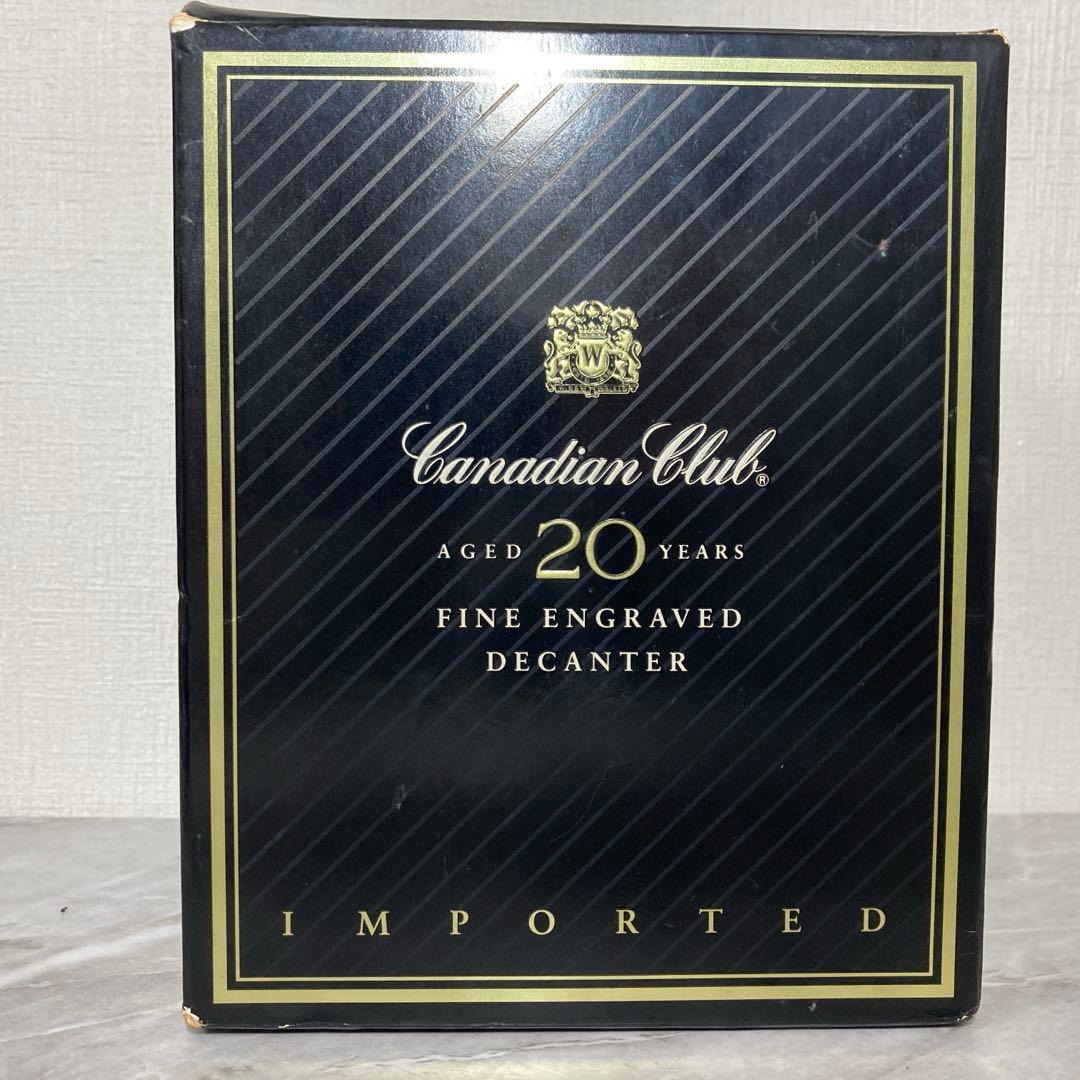 W
Canadian Club®
AGED 20 YEARS
FINE ENGRAVED
DECANTER
IMPORTED